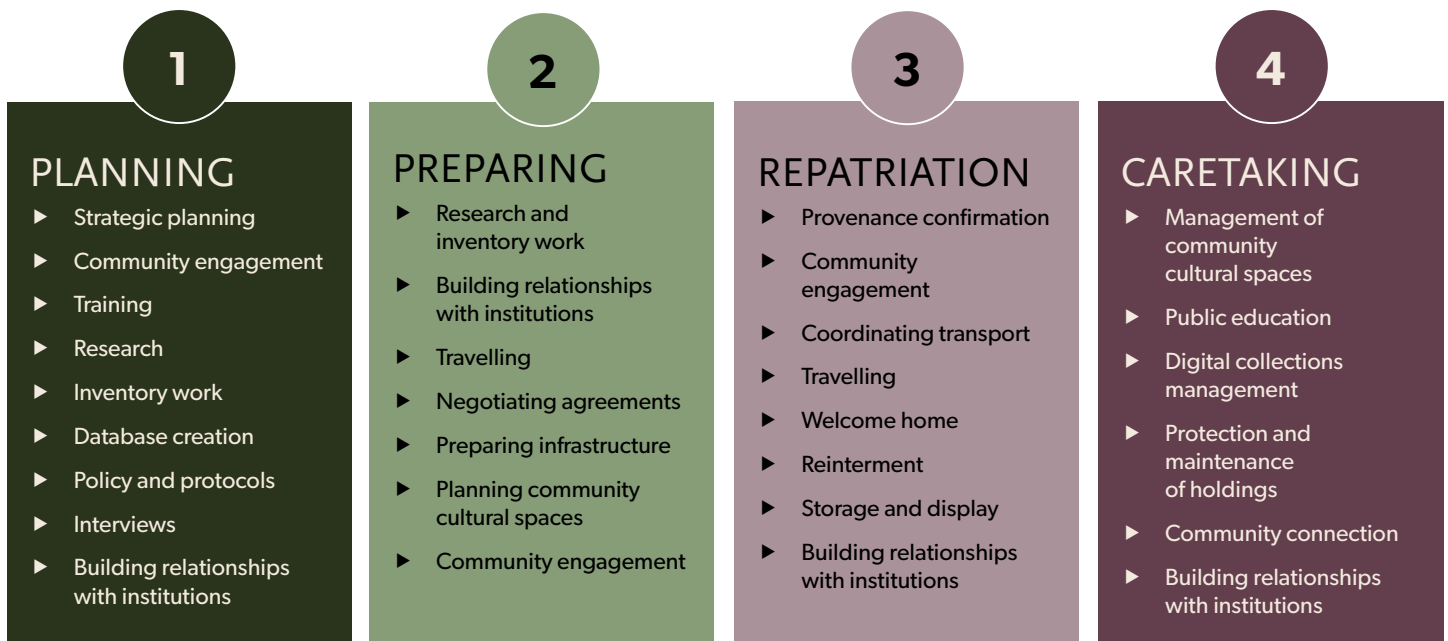 1
PLANNING
Strategic planning
Community engagement
Training
Research
Inventory work
Database creation
Policy and protocols
Interviews
Building relationships
with institutions
2
PREPARING
Research and
inventory work
Building relationships
with institutions
Travelling
Negotiating agreements
Preparing infrastructure
Planning community
cultural spaces
Community engagement
3
REPATRIATION
Provenance confirmation
Community
engagement
Coordinating transport
Travelling
Welcome home
Reinterment
Storage and display
Building relationships
with institutions
4
CARETAKING
Management of
community
cultural spaces
Public education
Digital collections
management
Protection and
maintenance
of holdings
Community connection
Building relationships
with institutions